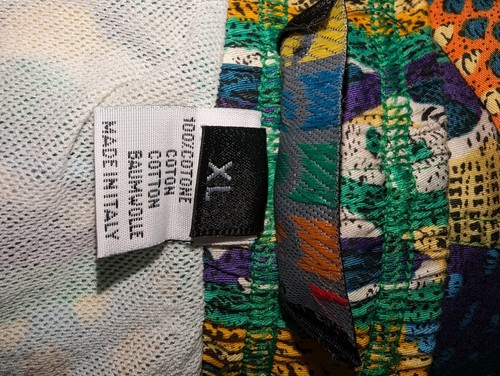 100%COTONE
COTON
COTTON
BAUMWOLLE
MADE IN ITALY
XL